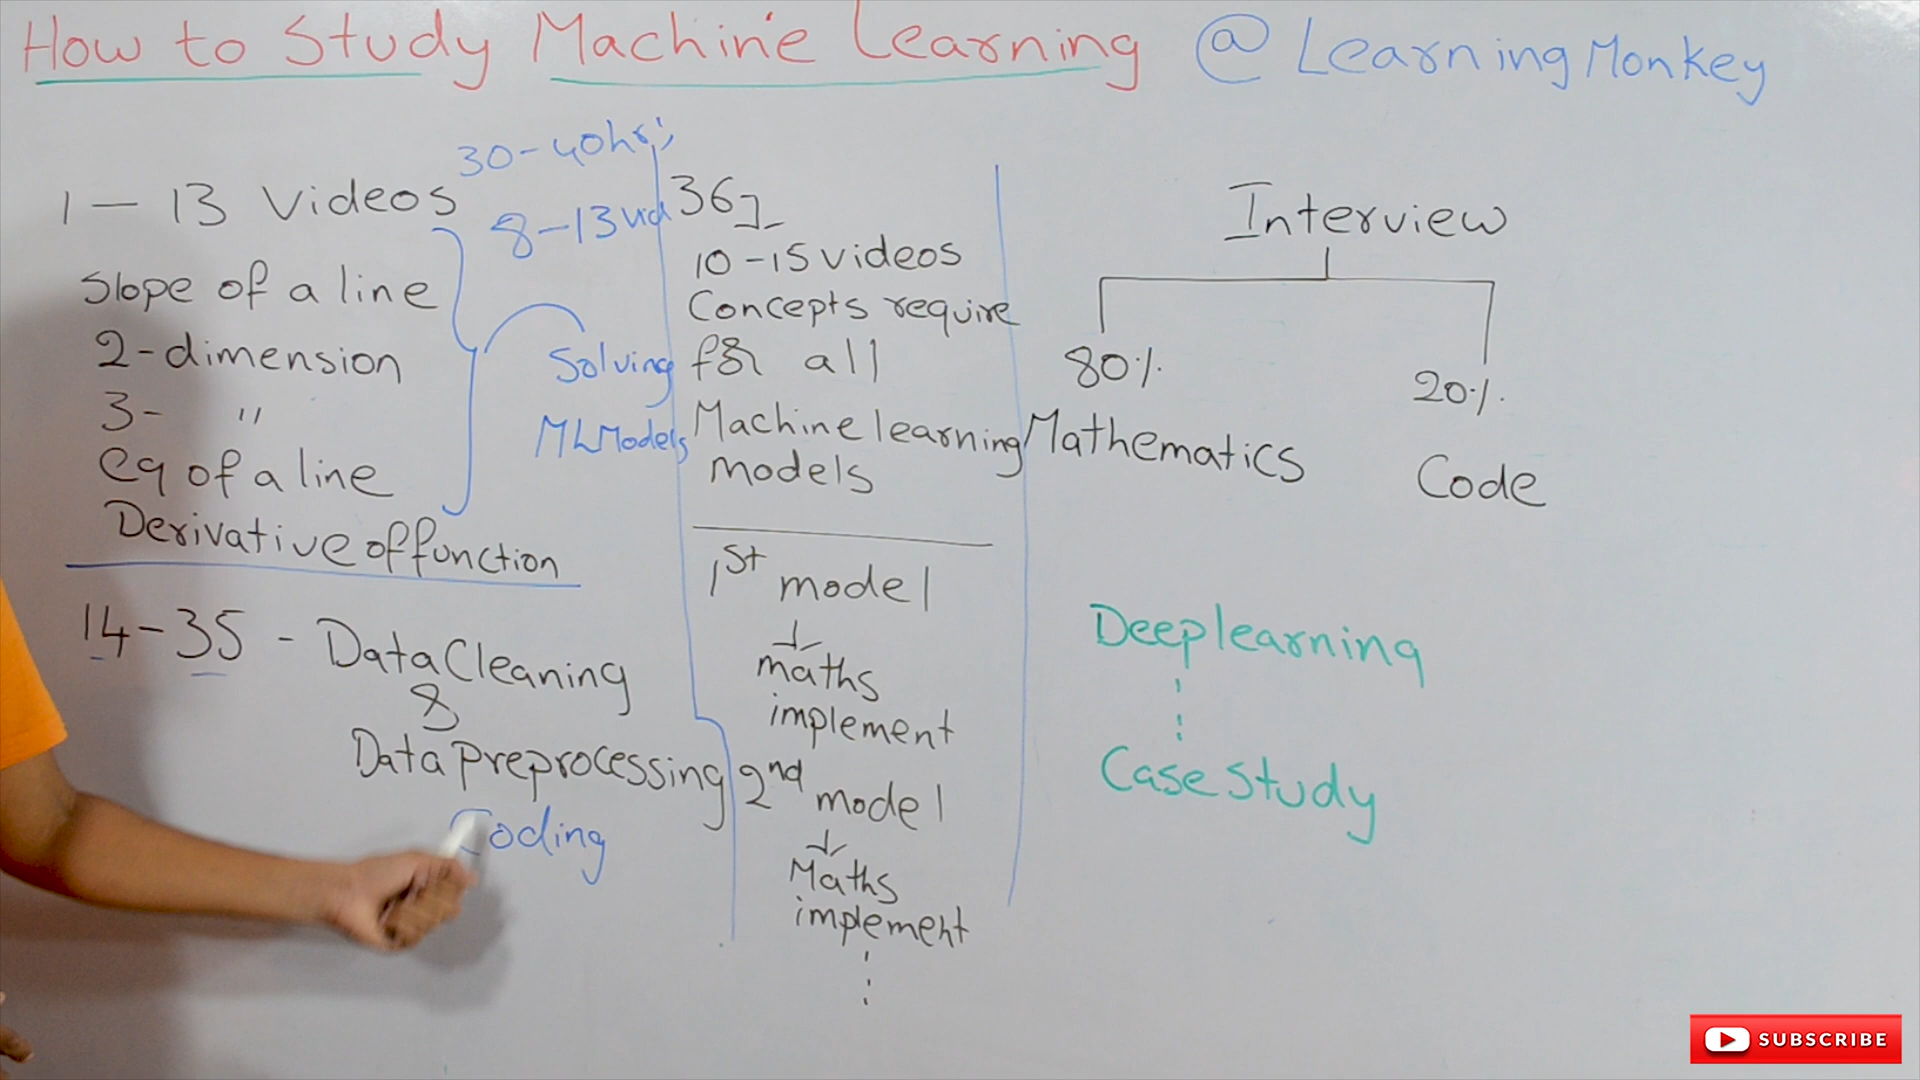 How to Study Machine Learning @ Learning Monkey
30-40hrs
1 - 13 Videos
8-13 vid
Slope of a line
2-dimension
3- "
eq of a line
Derivative of function
Solving
ML Models
14-35 - Data Cleaning
&
Data preprocessing
Coding
36
10-15 videos
Concepts require
for all
Machine learning
models
1st model
maths
implement
2nd model
Maths
implement
Interview
80%
Mathematics
20%
Code
Deep learning
Case Study
SUBSCRIBE